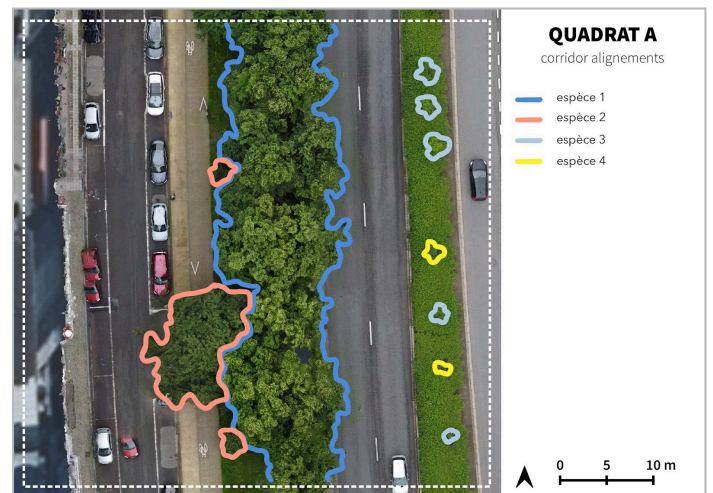 QUADRAT A
corridor alignements
espèce 1
espèce 2
espèce 3
espèce 4
0 5 10 m